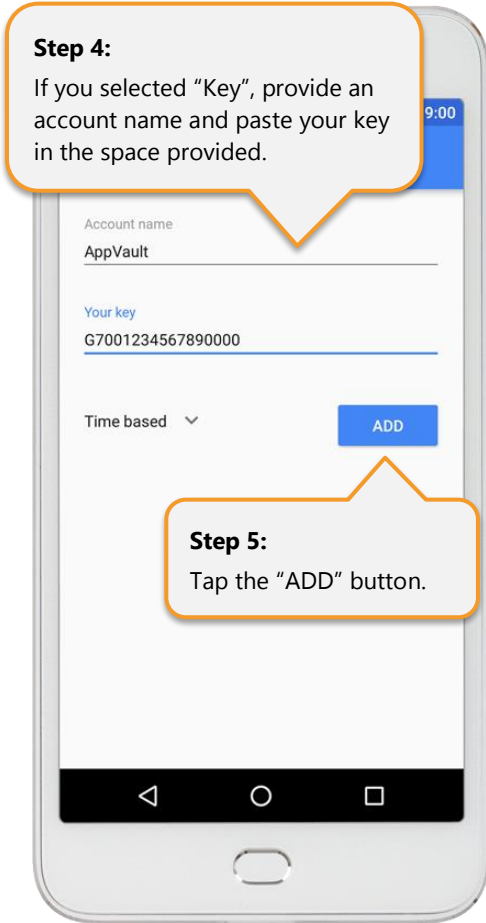 Step 4:
If you selected “Key”, provide an
account name and paste your key
in the space provided.
9:00
Account name
AppVault
Your key
G7001234567890000
Time based
ADD
Step 5:
Tap the “ADD” button.